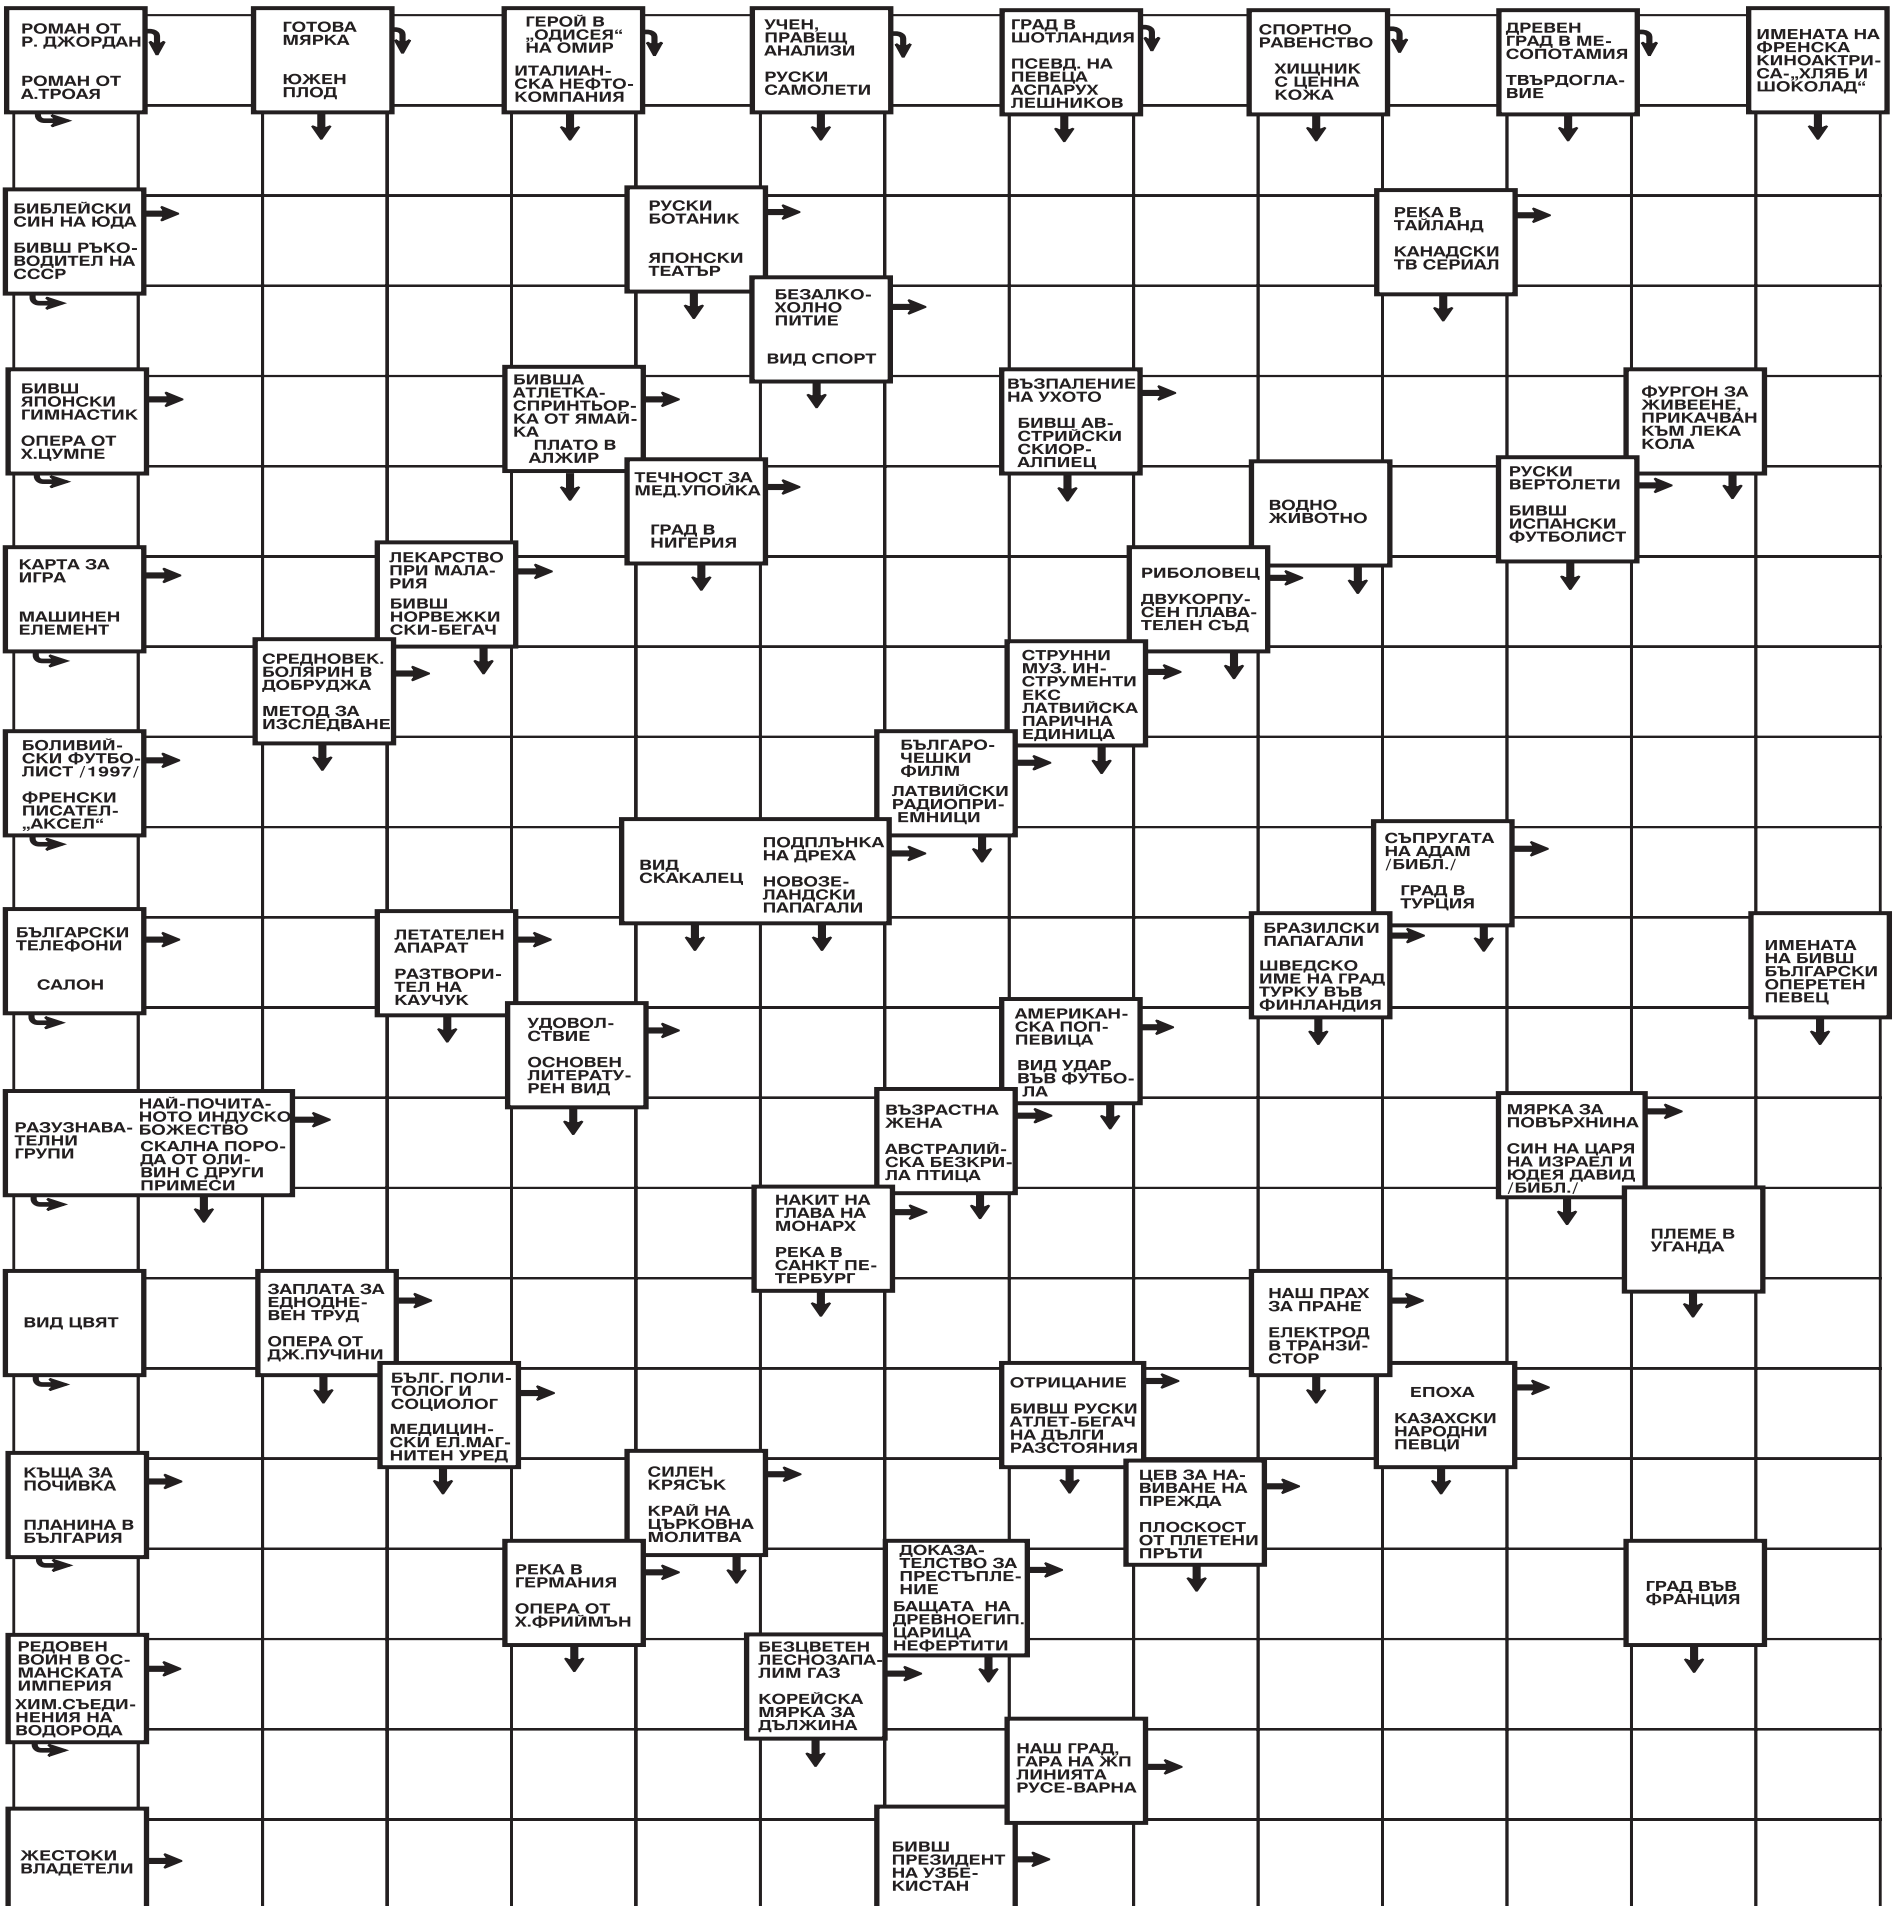 РОМАН ОТ
Р. ДЖОРДАН
РОМАН ОТ
А.ТРОАЯ
ГОТОВА
МЯРКА
ЮЖЕН
ПЛОД
ГЕРОЙ В
„ОДИСЕЯ“
НА ОМИР
ИТАЛИАН-
СКА НЕФТО-
КОМПАНИЯ
УЧЕН,
ПРАВЕЩ
АНАЛИЗИ
РУСКИ
САМОЛЕТИ
ГРАД В
ШОТЛАНДИЯ
ПСЕВД. НА
ПЕВЕЦА
АСПАРУХ
ЛЕШНИКОВ
СПОРТНО
РАВЕНСТВО
ХИЩНИК
С ЦЕННА
КОЖА
ДРЕВЕН
ГРАД В МЕ-
СОПОТАМИЯ
ТВЪРДОГЛА-
ВИЕ
ИМЕНАТА НА
ФРЕНСКА
КИНОАКТРИ-
СА-„ХЛЯБ И
ШОКОЛАД“
БИБЛЕЙСКИ
СИН НА ЮДА
БИВШ РЪКО-
ВОДИТЕЛ НА
СССР
РУСКИ
БОТАНИК
ЯПОНСКИ
ТЕАТЪР
РЕКА В
ТАЙЛАНД
КАНАДСКИ
ТВ СЕРИАЛ
БЕЗАЛКО-
ХОЛНО
ПИТИЕ
ВИД СПОРТ
БИВШ
ЯПОНСКИ
ГИМНАСТИК
ОПЕРА ОТ
Х.ЦУМПЕ
БИВША
АТЛЕТКА-
СПРИНТЬОР-
КА ОТ ЯМАЙ-
КА
ПЛАТО В
АЛЖИР
ВЪЗПАЛЕНИЕ
НА УХОТО
БИВШ АВ-
СТРИЙСКИ
СКИОР-
АЛПИЕЦ
ФУРГОН ЗА
ЖИВЕЕНЕ,
ПРИКАЧВАН
КЪМ ЛЕКА
КОЛА
ТЕЧНОСТ ЗА
МЕД.УПОЙКА
ГРАД В
НИГЕРИЯ
ВОДНО
ЖИВОТНО
РУСКИ
ВЕРТОЛЕТИ
БИВШ
ИСПАНСКИ
ФУТБОЛИСТ
КАРТА ЗА
ИГРА
МАШИНЕН
ЕЛЕМЕНТ
ЛЕКАРСТВО
ПРИ МАЛА-
РИЯ
БИВШ
НОРВЕЖКИ
СКИ-БЕГАЧ
РИБОЛОВЕЦ
ДВУКОРПУ-
СЕН ПЛАВА-
ТЕЛЕН СЪД
СРЕДНОВЕК.
БОЛЯРИН В
ДОБРУДЖА
МЕТОД ЗА
ИЗСЛЕДВАНЕ
СТРУННИ
МУЗ. ИН-
СТРУМЕНТИ
ЕКС
ЛАТВИЙСКА
ПАРИЧНА
ЕДИНИЦА
БОЛИВИЙ-
СКИ ФУТБО-
ЛИСТ /1997/
ФРЕНСКИ
ПИСАТЕЛ-
„АКСЕЛ“
БЪЛГАРО-
ЧЕШКИ
ФИЛМ
ЛАТВИЙСКИ
РАДИОПРИ-
ЕМНИЦИ
ВИД
СКАКАЛЕЦ
ПОДПЛЪНКА
НА ДРЕХА
НОВОЗЕ-
ЛАНДСКИ
ПАПАГАЛИ
СЪПРУГАТА
НА АДАМ
/БИБЛ./
ГРАД В
ТУРЦИЯ
БЪЛГАРСКИ
ТЕЛЕФОНИ
САЛОН
ЛЕТАТЕЛЕН
АПАРАТ
РАЗТВОРИ-
ТЕЛ НА
КАУЧУК
БРАЗИЛСКИ
ПАПАГАЛИ
ШВЕДСКО
ИМЕ НА ГРАД
ТУРКУ ВЪВ
ФИНЛАНДИЯ
ИМЕНАТА
НА БИВШ
БЪЛГАРСКИ
ОПЕРЕТЕН
ПЕВЕЦ
УДОВОЛ-
СТВИЕ
ОСНОВЕН
ЛИТЕРАТУ-
РЕН ВИД
АМЕРИКАН-
СКА ПОП-
ПЕВИЦА
ВИД УДАР
ВЪВ ФУТБО-
ЛА
РАЗУЗНАВА-
ТЕЛНИ
ГРУПИ
НАЙ-ПОЧИТА-
НОТО ИНДУСКО
БОЖЕСТВО
СКАЛНА ПОРО-
ДА ОТ ОЛИ-
ВИН С ДРУГИ
ПРИМЕСИ
ВЪЗРАСТНА
ЖЕНА
АВСТРАЛИЙ-
СКА БЕЗКРИ-
ЛА ПТИЦА
МЯРКА ЗА
ПОВЪРХНИНА
СИН НА ЦАРЯ
НА ИЗРАЕЛ И
ЮДЕЯ ДАВИД
/БИБЛ./
НАКИТ НА
ГЛАВА НА
МОНАРХ
РЕКА В
САНКТ ПЕ-
ТЕРБУРГ
ПЛЕМЕ В
УГАНДА
ВИД ЦВЯТ
ЗАПЛАТА ЗА
ЕДНОДНЕ-
ВЕН ТРУД
ОПЕРА ОТ
ДЖ.ПУЧИНИ
НАШ ПРАХ
ЗА ПРАНЕ
ЕЛЕКТРОД
В ТРАНЗИ-
СТОР
БЪЛГ. ПОЛИ-
ТОЛОГ И
СОЦИОЛОГ
МЕДИЦИН-
СКИ ЕЛ.МАГ-
НИТЕН УРЕД
ОТРИЦАНИЕ
БИВШ РУСКИ
АТЛЕТ-БЕГАЧ
НА ДЪЛГИ
РАЗСТОЯНИЯ
ЕПОХА
КАЗАХСКИ
НАРОДНИ
ПЕВЦИ
КЪЩА ЗА
ПОЧИВКА
ПЛАНИНА В
БЪЛГАРИЯ
СИЛЕН
КРЯСЪК
КРАЙ НА
ЦЪРКОВНА
МОЛИТВА
ЦЕВ ЗА НА-
ВИВАНЕ НА
ПРЕЖДА
ПЛОСКОСТ
ОТ ПЛЕТЕНИ
ПРЪТИ
РЕКА В
ГЕРМАНИЯ
ОПЕРА ОТ
Х.ФРИЙМЪН
ДОКАЗА-
ТЕЛСТВО ЗА
ПРЕСТЪПЛЕ-
НИЕ
БАЩАТА НА
ДРЕВНОЕГИП.
ЦАРИЦА
НЕФЕРТИТИ
ГРАД ВЪВ
ФРАНЦИЯ
РЕДОВЕН
ВОИН В ОС-
МАНСКАТА
ИМПЕРИЯ
ХИМ.СЪЕДИ-
НЕНИЯ НА
ВОДОРОДА
БЕЗЦВЕТЕН
ЛЕСНОЗАПА-
ЛИМ ГАЗ
КОРЕЙСКА
МЯРКА ЗА
ДЪЛЖИНА
НАШ ГРАД,
ГАРА НА ЖП
ЛИНИЯТА
РУСЕ-ВАРНА
ЖЕСТОКИ
ВЛАДЕТЕЛИ
БИВШ
ПРЕЗИДЕНТ
НА УЗБЕ-
КИСТАН